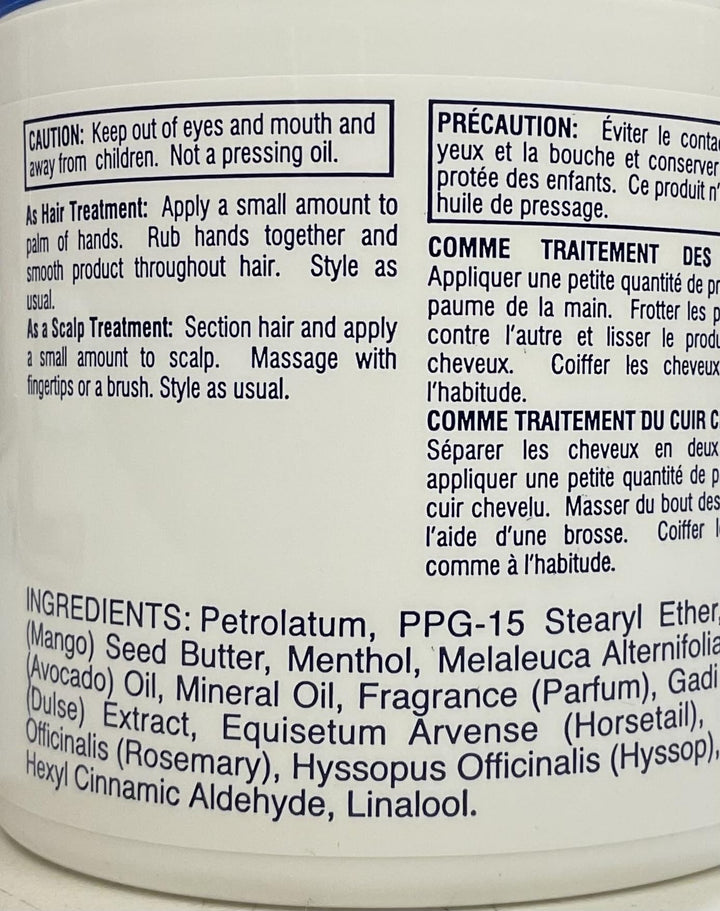 CAUTION: Keep out of eyes and mouth and
away from children. Not a pressing oil.
As Hair Treatment: Apply a small amount to
palm of hands. Rub hands together and
smooth product throughout hair. Style as
usual.
As a Scalp Treatment: Section hair and apply
a small amount to scalp. Massage with
fingertips or a brush. Style as usual.
PRÉCAUTION: Éviter le
yeux et la bouche et conserver
protée des enfants. Ce produit
huile de pressage.
COMME TRAITEMENT DES
Appliquer une petite quantité de
paume de la main. Frotter les
contre l'autre et lisser le
cheveux. Coiffer les cheveux
l'habitude.
COMME TRAITEMENT DU CUIR
Séparer les cheveux en deux
appliquer une petite quantité de
cuir chevelu. Masser du bout des
l'aide d'une brosse. Coiffer
comme à l'habitude.
INGREDIENTS: Petrolatum, PPG-15 Stearyl Ether,
(Mango) Seed Butter, Menthol, Melaleuca Alternifolia
(Avocado) Oil, Mineral Oil, Fragrance (Parfum), Gadi
(Dulse) Extract, Equisetum Arvense (Horsetail),
Officinalis (Rosemary), Hyssopus Officinalis (Hyssop),
Hexyl Cinnamic Aldehyde, Linalool.